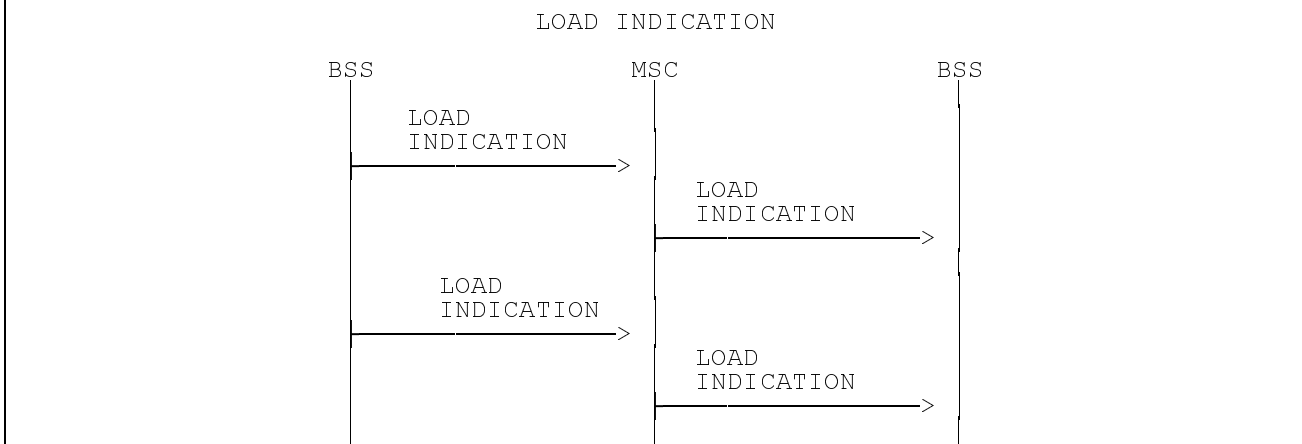 LOAD INDICATION
BSS MSC BSS
LOAD
INDICATION
>
LOAD
INDICATION
>
LOAD
INDICATION
>
LOAD
INDICATION
>